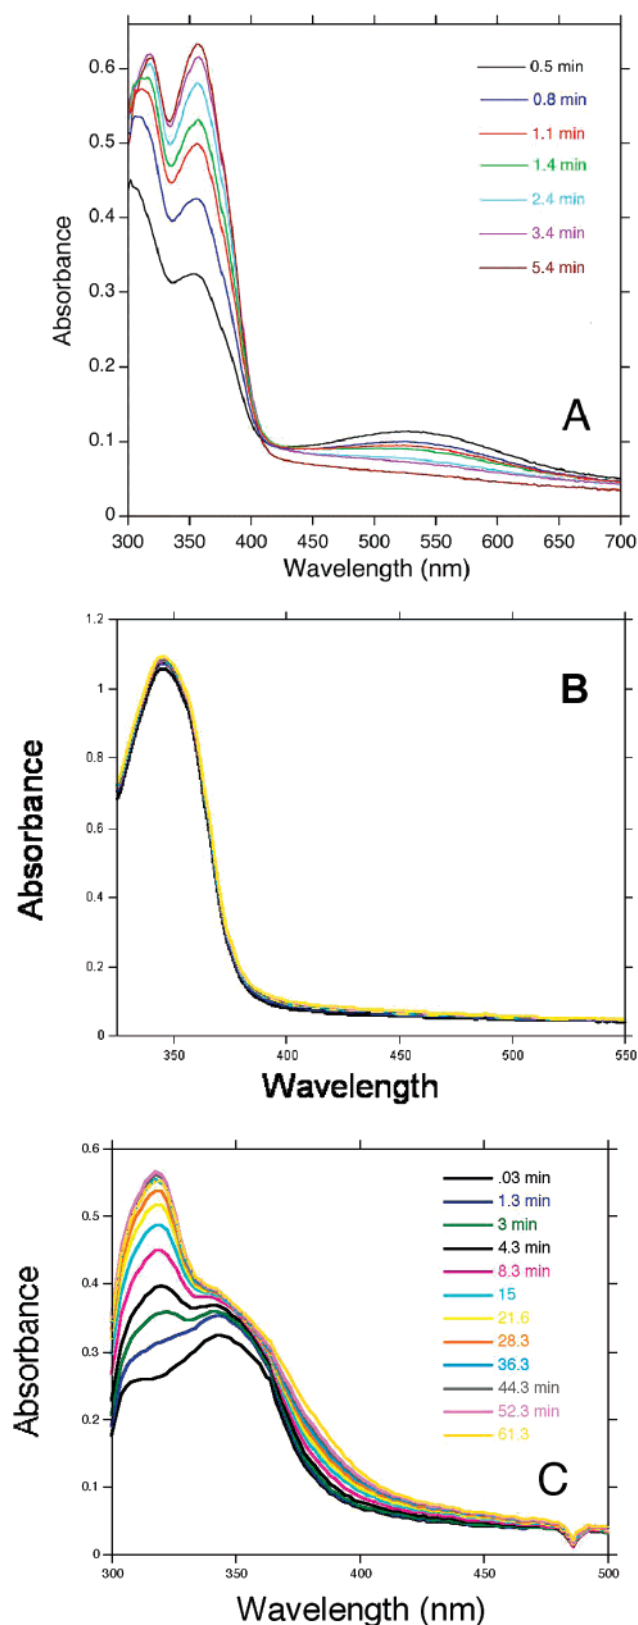 0.6
0.5
0.4
0.3
0.2
0.1
0
Absorbance
0.5 min
0.8 min
1.1 min
1.4 min
2.4 min
3.4 min
5.4 min
A
300 350 400 450 500 550 600 650 700
Wavelength (nm)
1.2
1
0.8
0.6
0.4
0.2
0
Absorbance
B
350 400 450 500 550
Wavelength
0.6
0.5
0.4
0.3
0.2
0.1
0
Absorbance
.03 min
1.3 min
3 min
4.3 min
8.3 min
15
21.6
28.3
36.3
44.3 min
52.3 min
61.3
C
300 350 400 450 500
Wavelength (nm)